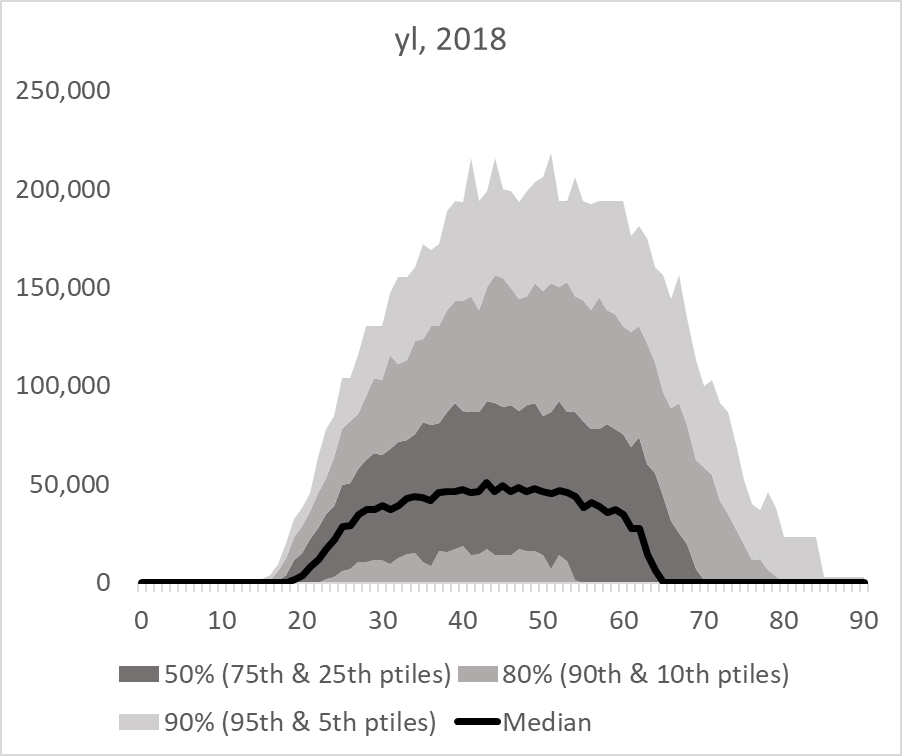 yl, 2018
250,000
200,000
150,000
100,000
50,000
0
0 10 20 30 40 50 60 70 80 90
50% (75th & 25th ptiles) 80% (90th & 10th ptiles)
90% (95th & 5th ptiles) Median